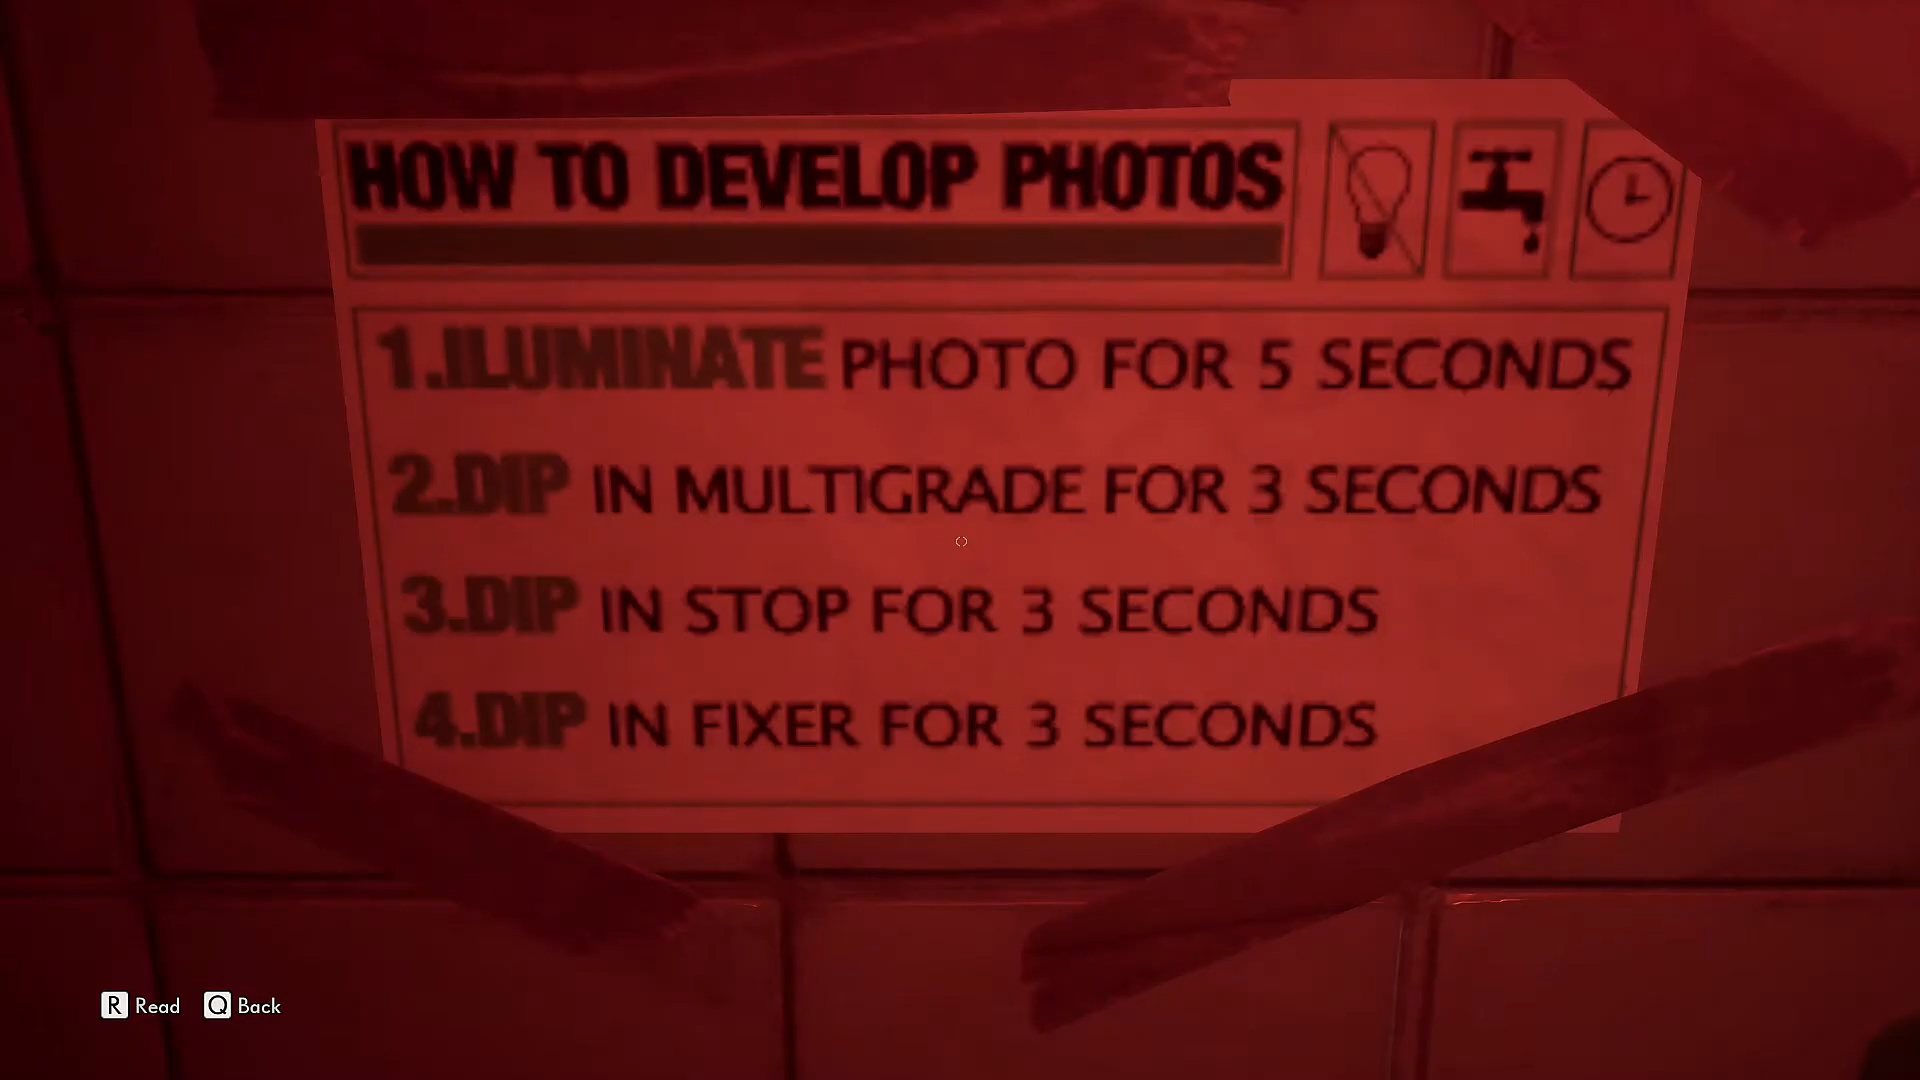 HOW TO DEVELOP PHOTOS
1.ILUMINATE PHOTO FOR 5 SECONDS
2.DIP IN MULTIGRADE FOR 3 SECONDS
3.DIP IN STOP FOR 3 SECONDS
4.DIP IN FIXER FOR 3 SECONDS
R Read Q Back